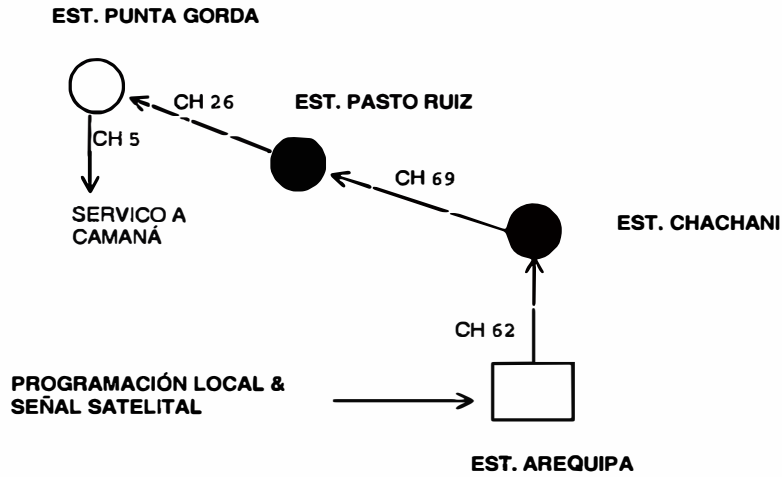 EST. PUNTA GORDA
CH 26
EST. PASTO RUIZ
CH 5
CH 69
SERVICO A
CAMANÁ
EST. CHACHANI
CH 62
PROGRAMACIÓN LOCAL &
SEÑAL SATELITAL
EST. AREQUIPA